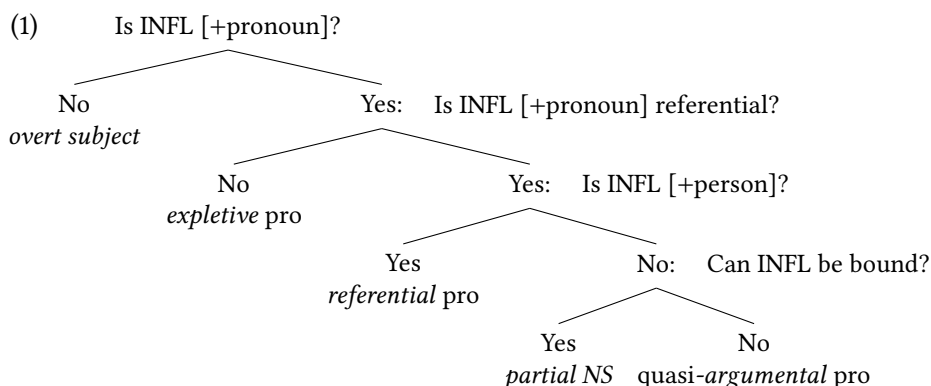 (1) Is INFL [+pronoun]?
No Yes: Is INFL [+pronoun] referential?
overt subject
No Yes: Is INFL [+person]?
expletive pro
Yes No: Can INFL be bound?
referential pro
Yes No
partial NS quasi-argumental pro